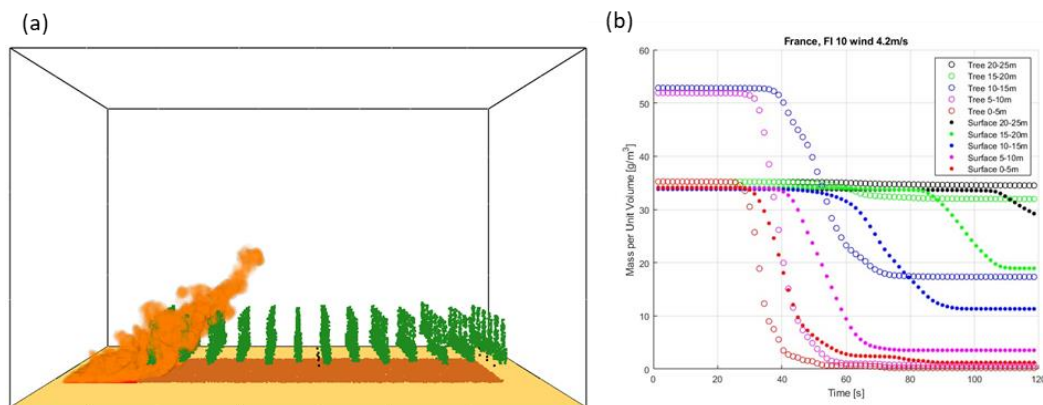 (a)
(b)
France, FI 10 wind 4.2m/s
Mass per Unit Volume [g/m³]
60
50
40
30
20
10
0
Tree 20-25m
Tree 15-20m
Tree 10-15m
Tree 5-10m
Tree 0-5m
Surface 20-25m
Surface 15-20m
Surface 10-15m
Surface 5-10m
Surface 0-5m
0 20 40 60 80 100 120
Time [s]